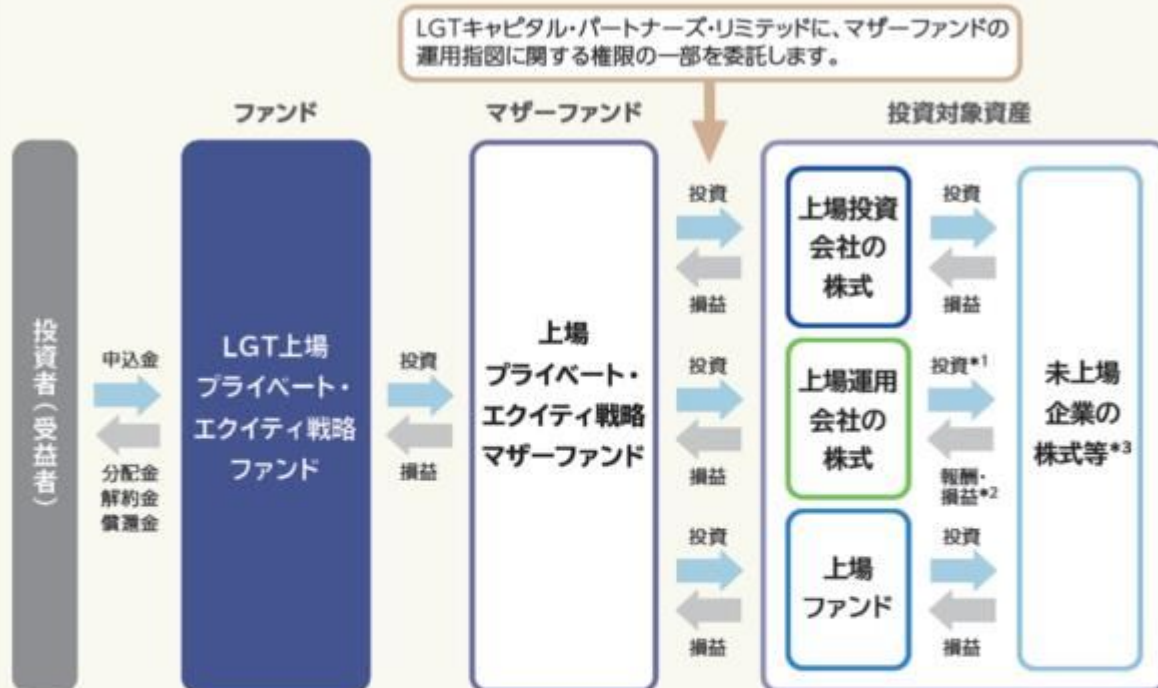 LGTキャピタル・パートナーズ・リミテッドに、マザーファンドの
運用指図に関する権限の一部を委託します。
ファンド
マザーファンド
投資対象資産
投資者(受益者)
申込金
分配金
解約金
償還金
LGT上場
プライベート・
エクイティ戦略
ファンド
投資
損益
上場
プライベート・
エクイティ戦略
マザーファンド
投資
損益
投資
損益
投資
損益
上場投資
会社の
株式
上場運用
会社の
株式
上場
ファンド
投資
損益
投資*1
報酬・
損益*2
投資
損益
未上場
企業の
株式等*3